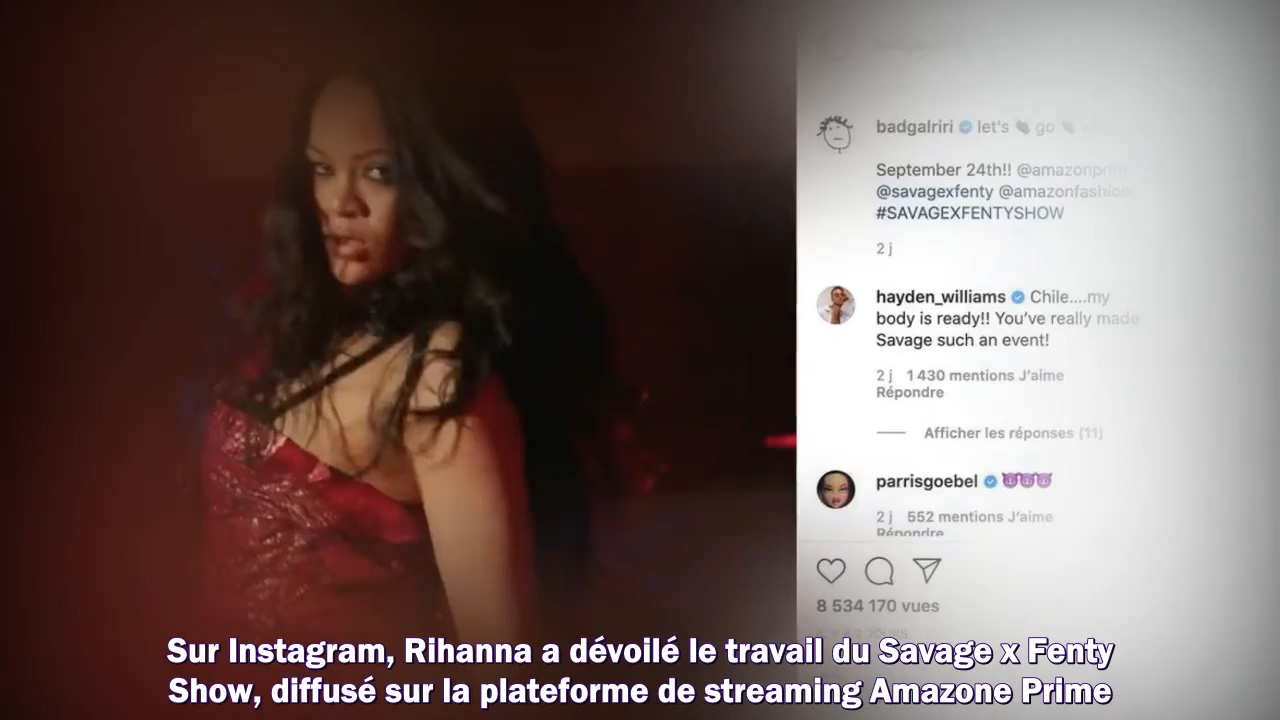 badgalriri let's go
September 24th!! @amazonprim
@savagexfenty @amazonfashion
#SAVAGEXFENTYSHOW
2 j
hayden_williams Chile....my
body is ready!! You've really made
Savage such an event!
2 j 1 430 mentions J'aime
Répondre
Afficher les réponses (11)
parrisgoebel 😈😈😈
2 j 552 mentions J'aime
Répondre
8 534 170 vues
Sur Instagram, Rihanna a dévoilé le travail du Savage x Fenty
Show, diffusé sur la plateforme de streaming Amazone Prime